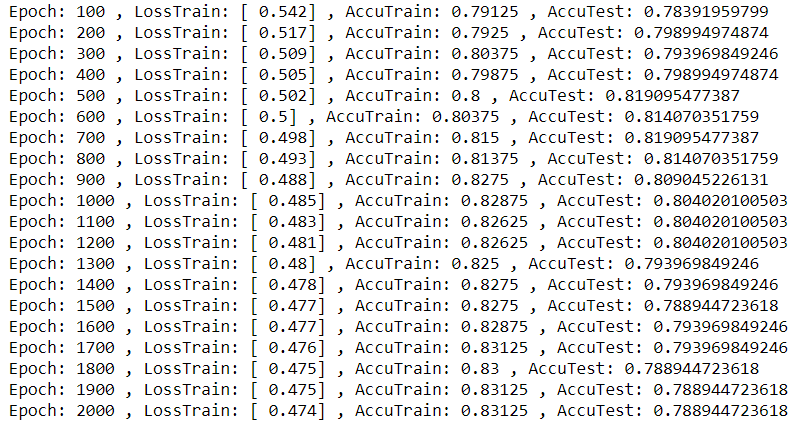 Epoch: 100 , LossTrain: [ 0.542] , AccuTrain: 0.79125 , AccuTest: 0.78391959799
Epoch: 200 , LossTrain: [ 0.517] , AccuTrain: 0.7925 , AccuTest: 0.798994974874
Epoch: 300 , LossTrain: [ 0.509] , AccuTrain: 0.80375 , AccuTest: 0.793969849246
Epoch: 400 , LossTrain: [ 0.505] , AccuTrain: 0.79875 , AccuTest: 0.798994974874
Epoch: 500 , LossTrain: [ 0.502] , AccuTrain: 0.8 , AccuTest: 0.819095477387
Epoch: 600 , LossTrain: [ 0.5] , AccuTrain: 0.80375 , AccuTest: 0.814070351759
Epoch: 700 , LossTrain: [ 0.498] , AccuTrain: 0.815 , AccuTest: 0.819095477387
Epoch: 800 , LossTrain: [ 0.493] , AccuTrain: 0.81375 , AccuTest: 0.814070351759
Epoch: 900 , LossTrain: [ 0.488] , AccuTrain: 0.8275 , AccuTest: 0.809045226131
Epoch: 1000 , LossTrain: [ 0.485] , AccuTrain: 0.82875 , AccuTest: 0.804020100503
Epoch: 1100 , LossTrain: [ 0.483] , AccuTrain: 0.82625 , AccuTest: 0.804020100503
Epoch: 1200 , LossTrain: [ 0.481] , AccuTrain: 0.82625 , AccuTest: 0.804020100503
Epoch: 1300 , LossTrain: [ 0.48] , AccuTrain: 0.825 , AccuTest: 0.793969849246
Epoch: 1400 , LossTrain: [ 0.478] , AccuTrain: 0.8275 , AccuTest: 0.793969849246
Epoch: 1500 , LossTrain: [ 0.477] , AccuTrain: 0.8275 , AccuTest: 0.788944723618
Epoch: 1600 , LossTrain: [ 0.477] , AccuTrain: 0.82875 , AccuTest: 0.793969849246
Epoch: 1700 , LossTrain: [ 0.476] , AccuTrain: 0.83125 , AccuTest: 0.793969849246
Epoch: 1800 , LossTrain: [ 0.475] , AccuTrain: 0.83 , AccuTest: 0.788944723618
Epoch: 1900 , LossTrain: [ 0.475] , AccuTrain: 0.83125 , AccuTest: 0.788944723618
Epoch: 2000 , LossTrain: [ 0.474] , AccuTrain: 0.83125 , AccuTest: 0.788944723618